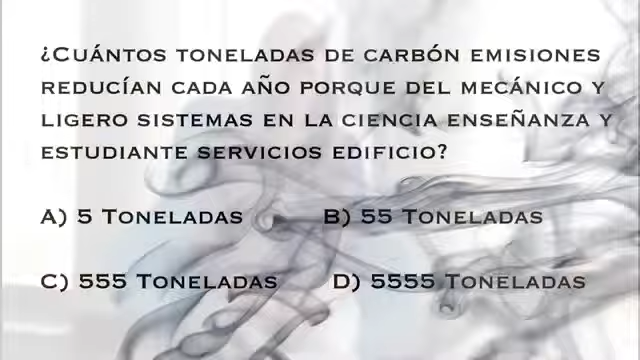 ¿Cuántos toneladas de carbón emisiones
reducían cada año porque del mecánico y
ligero sistemas en la ciencia enseñanza y
estudiante servicios edificio?
A) 5 Toneladas B) 55 Toneladas
C) 555 Toneladas D) 5555 Toneladas